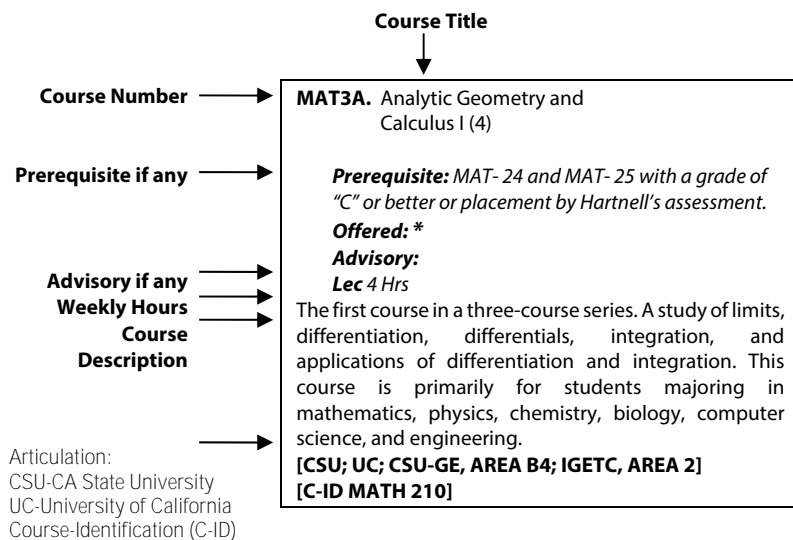 Course Title
Course Number
MAT3A. Analytic Geometry and
Calculus I (4)
Prerequisite if any
Prerequisite: MAT- 24 and MAT- 25 with a grade of
“C” or better or placement by Hartnell’s assessment.
Offered: *
Advisory:
Advisory if any
Lec 4 Hrs
Weekly Hours
Course
Description
The first course in a three-course series. A study of limits,
differentiation, differentials, integration, and
applications of differentiation and integration. This
course is primarily for students majoring in
mathematics, physics, chemistry, biology, computer
science, and engineering.
[CSU; UC; CSU-GE, AREA B4; IGETC, AREA 2]
[C-ID MATH 210]
Articulation:
CSU-CA State University
UC-University of California
Course-Identification (C-ID)